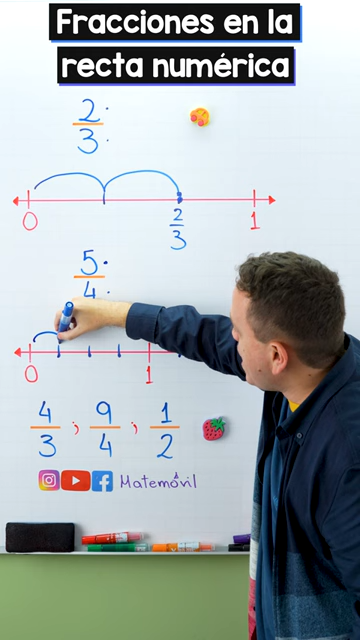 Fracciones en la
recta numérica
2
3
0
2
3
1
5
4
0
1
4/3 ; 9/4 ; 1/2
Matemóvil